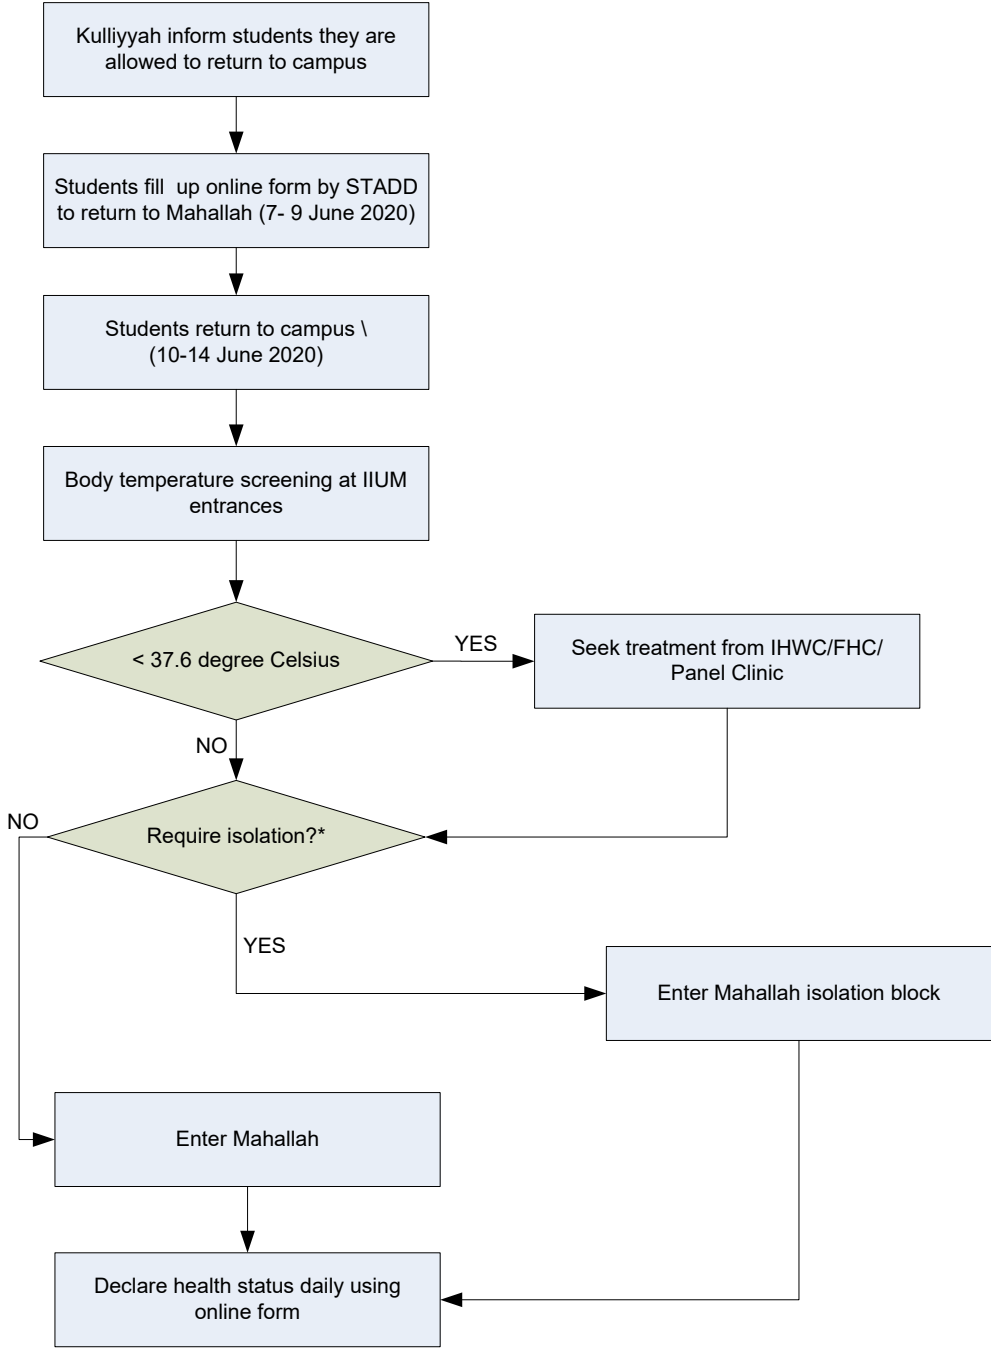 Kulliyyah inform students they are
allowed to return to campus
Students fill  up online form by STADD
to return to Mahallah (7- 9 June 2020)
Students return to campus \
(10-14 June 2020)
Body temperature screening at IIUM
entrances
< 37.6 degree Celsius
YES
Seek treatment from IHWC/FHC/
Panel Clinic
NO
Require isolation?*
NO
YES
Enter Mahallah isolation block
Enter Mahallah
Declare health status daily using
online form